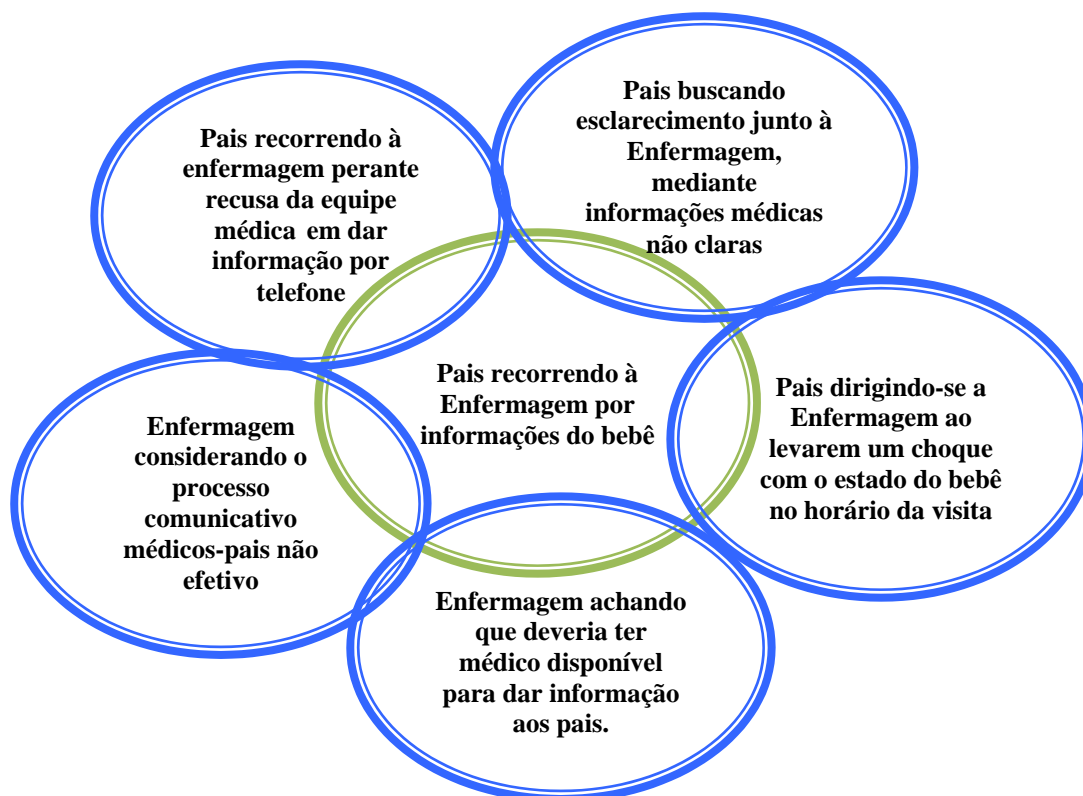 Pais recorrendo à
enfermagem perante
recusa da equipe
médica em dar
informação por
telefone
Pais buscando
esclarecimento junto à
Enfermagem,
mediante
informações médicas
não claras
Pais recorrendo à
Enfermagem por
informações do bebê
Pais dirigindo-se a
Enfermagem ao
levarem um choque
com o estado do bebê
no horário da visita
Enfermagem
considerando o
processo
comunicativo
médicos-pais não
efetivo
Enfermagem achando
que deveria ter
médico disponível
para dar informação
aos pais.